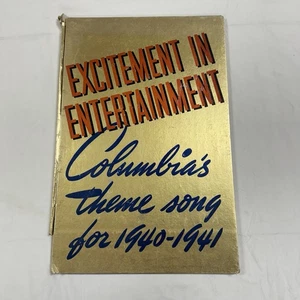 EXCITEMENT IN
ENTERTAINMENT
Columbia's
theme song
for 1940-1941